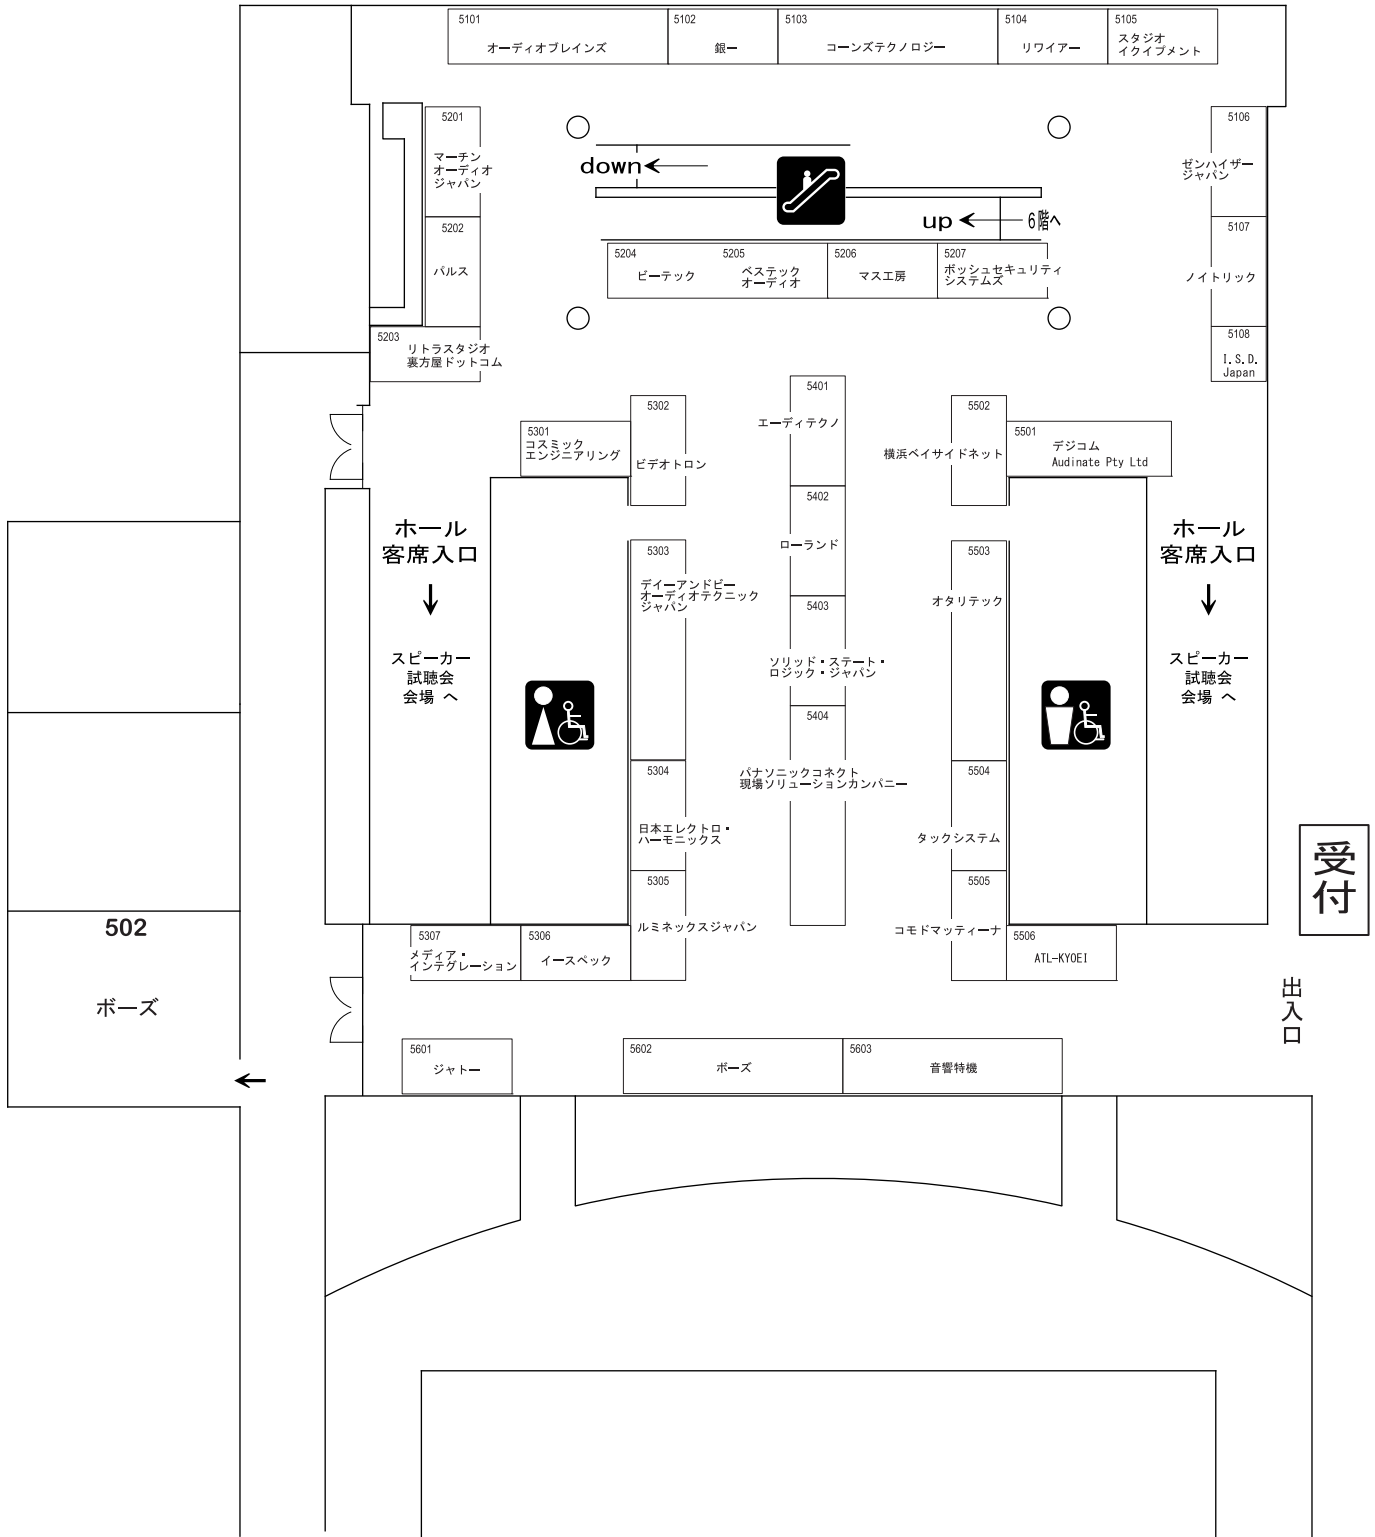 5101
オーディオブレインズ
5102
銀一
5103
コーンズテクノロジー
5104
リワイアー
5105
スタジオ
イクイプメント
5201
マーチン
オーディオ
ジャパン
5202
パルス
5203
リトラスタジオ
裏方屋ドットコム
down
up
6階へ
5204
ビーテック
5205
ベステック
オーディオ
5206
マス工房
5207
ボッシュセキュリティ
システムズ
5106
ゼンハイザー
ジャパン
5107
ノイトリック
5108
I.S.D.
Japan
5301
コスミック
エンジニアリング
5302
ビデオトロン
5401
エーディテクノ
5502
横浜ベイサイドネット
5501
デジコム
Audinate Pty Ltd
ホール
客席入口
スピーカー
試聴会
会場 へ
5303
デイーアンドビー
オーディオテクニック
ジャパン
5402
ローランド
5403
ソリッド・ステート・
ロジック・ジャパン
5503
オタリテック
ホール
客席入口
スピーカー
試聴会
会場 へ
5304
日本エレクトロ・
ハーモニックス
5404
パナソニックコネクト
現場ソリューションカンパニー
5504
タックシステム
5305
ルミネックスジャパン
5505
コモドマッティーナ
受付
502
ボーズ
5307
メディア・
インテグレーション
5306
イースペック
5506
ATL-KYOEI
出入口
5601
ジャトー
5602
ボーズ
5603
音響特機